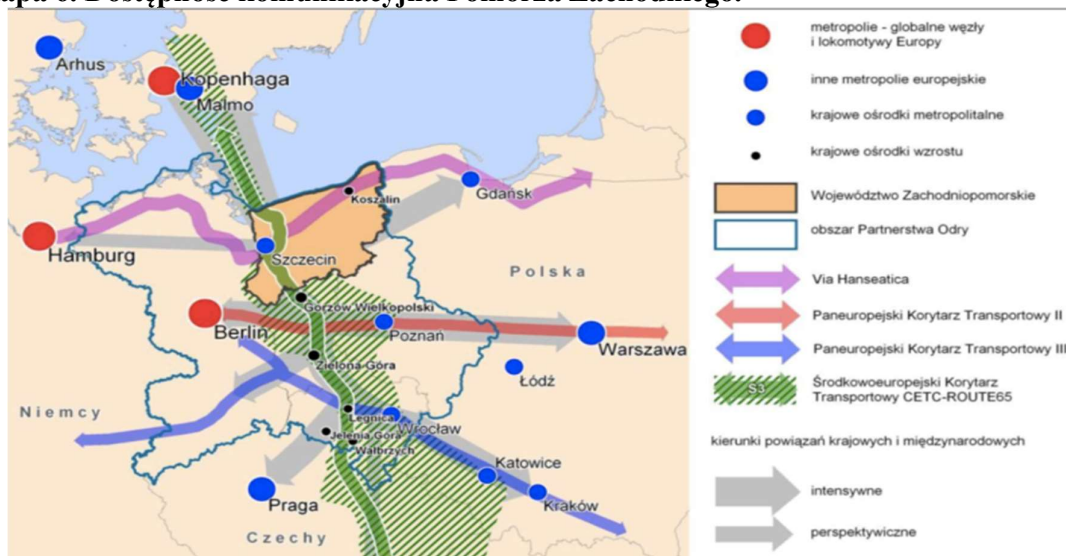 apa 6. Dostępność komunikacyjna Pomorza Zachodniego.
Arhus
Kopenhaga
Malmo
Gdańsk
Koszalin
Hamburg
Szczecin
Polska
Gorzów Wielkopolski
Berlin
Poznań
Warszawa
Zielona Góra
Łódź
Niemcy
Legnica
Wrocław
Jelenia Góra
Wałbrzych
Katowice
Praga
Kraków
Czechy
metropolie - globalne węzły
i lokomotywy Europy
inne metropolie europejskie
krajowe ośrodki metropolitalne
krajowe ośrodki wzrostu
Województwo Zachodniopomorskie
obszar Partnerstwa Odry
Via Hanseatica
Paneuropejski Korytarz Transportowy II
Paneuropejski Korytarz Transportowy III
S3
Środkowoeuropejski Korytarz
Transportowy CETC-ROUTE65
kierunki powiązań krajowych i międzynarodowych
intensywne
perspektywiczne